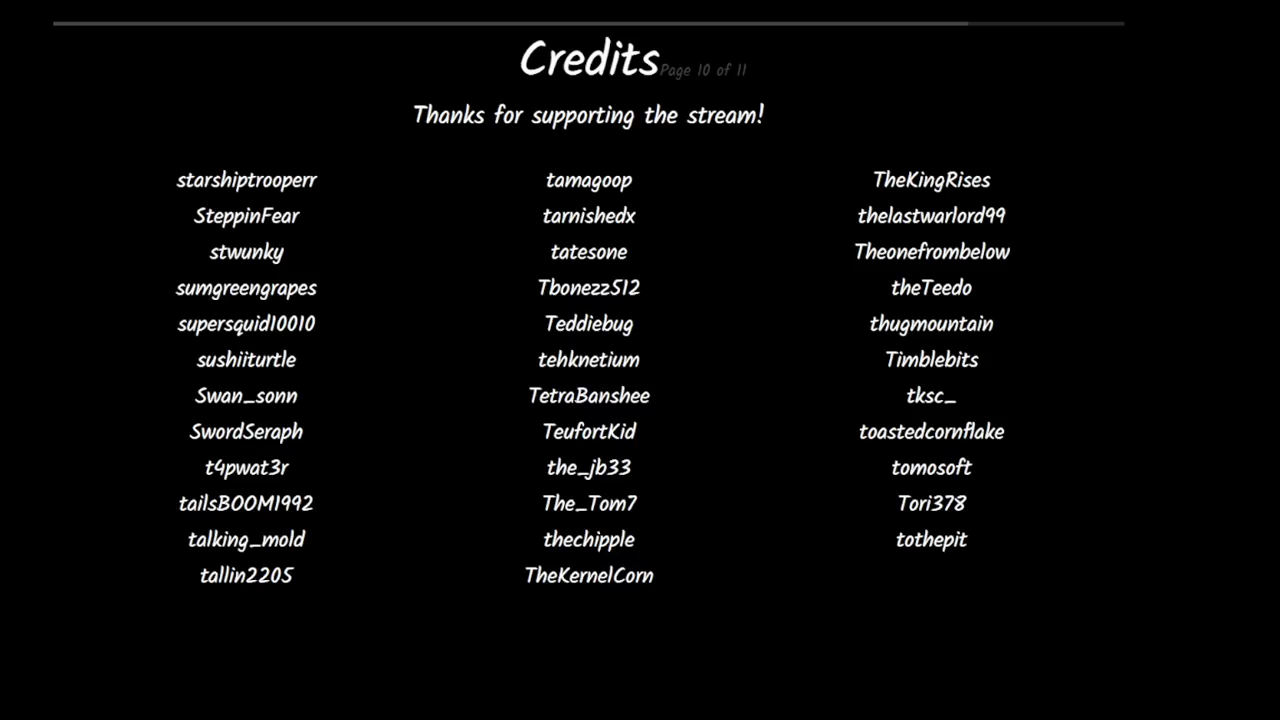 Credits Page 10 of 11
Thanks for supporting the stream!
starshiptrooperr
SteppinFear
stwunky
sumgreengrapes
supersquid10010
sushiiturtle
Swan_sonn
SwordSeraph
t4pwat3r
tailsBOOM1992
talking_mold
tallin2205
tamagoop
tarnishedx
tatesone
Tbonezz512
Teddiebug
tehknetium
TetraBanshee
TeufortKid
the_jb33
The_Tom7
thechipple
TheKernelCorn
TheKingRises
thelastwarlord99
Theonefrombelow
theTeedo
thugmountain
Timblebits
tksc_
toastedcornflake
tomosoft
Tori378
tothepit